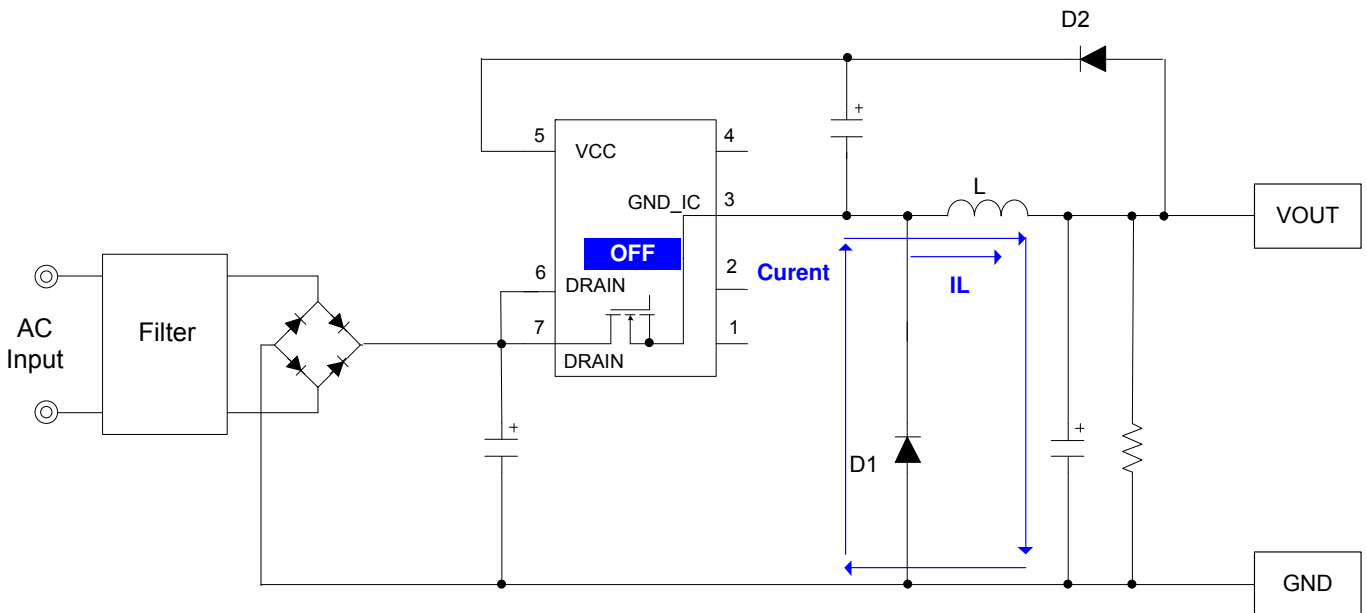 D2
5
4
VCC
GND_IC
3
L
VOUT
OFF
6
2
Curent
IL
DRAIN
AC
Input
Filter
7
1
DRAIN
+
+
+
D1
GND